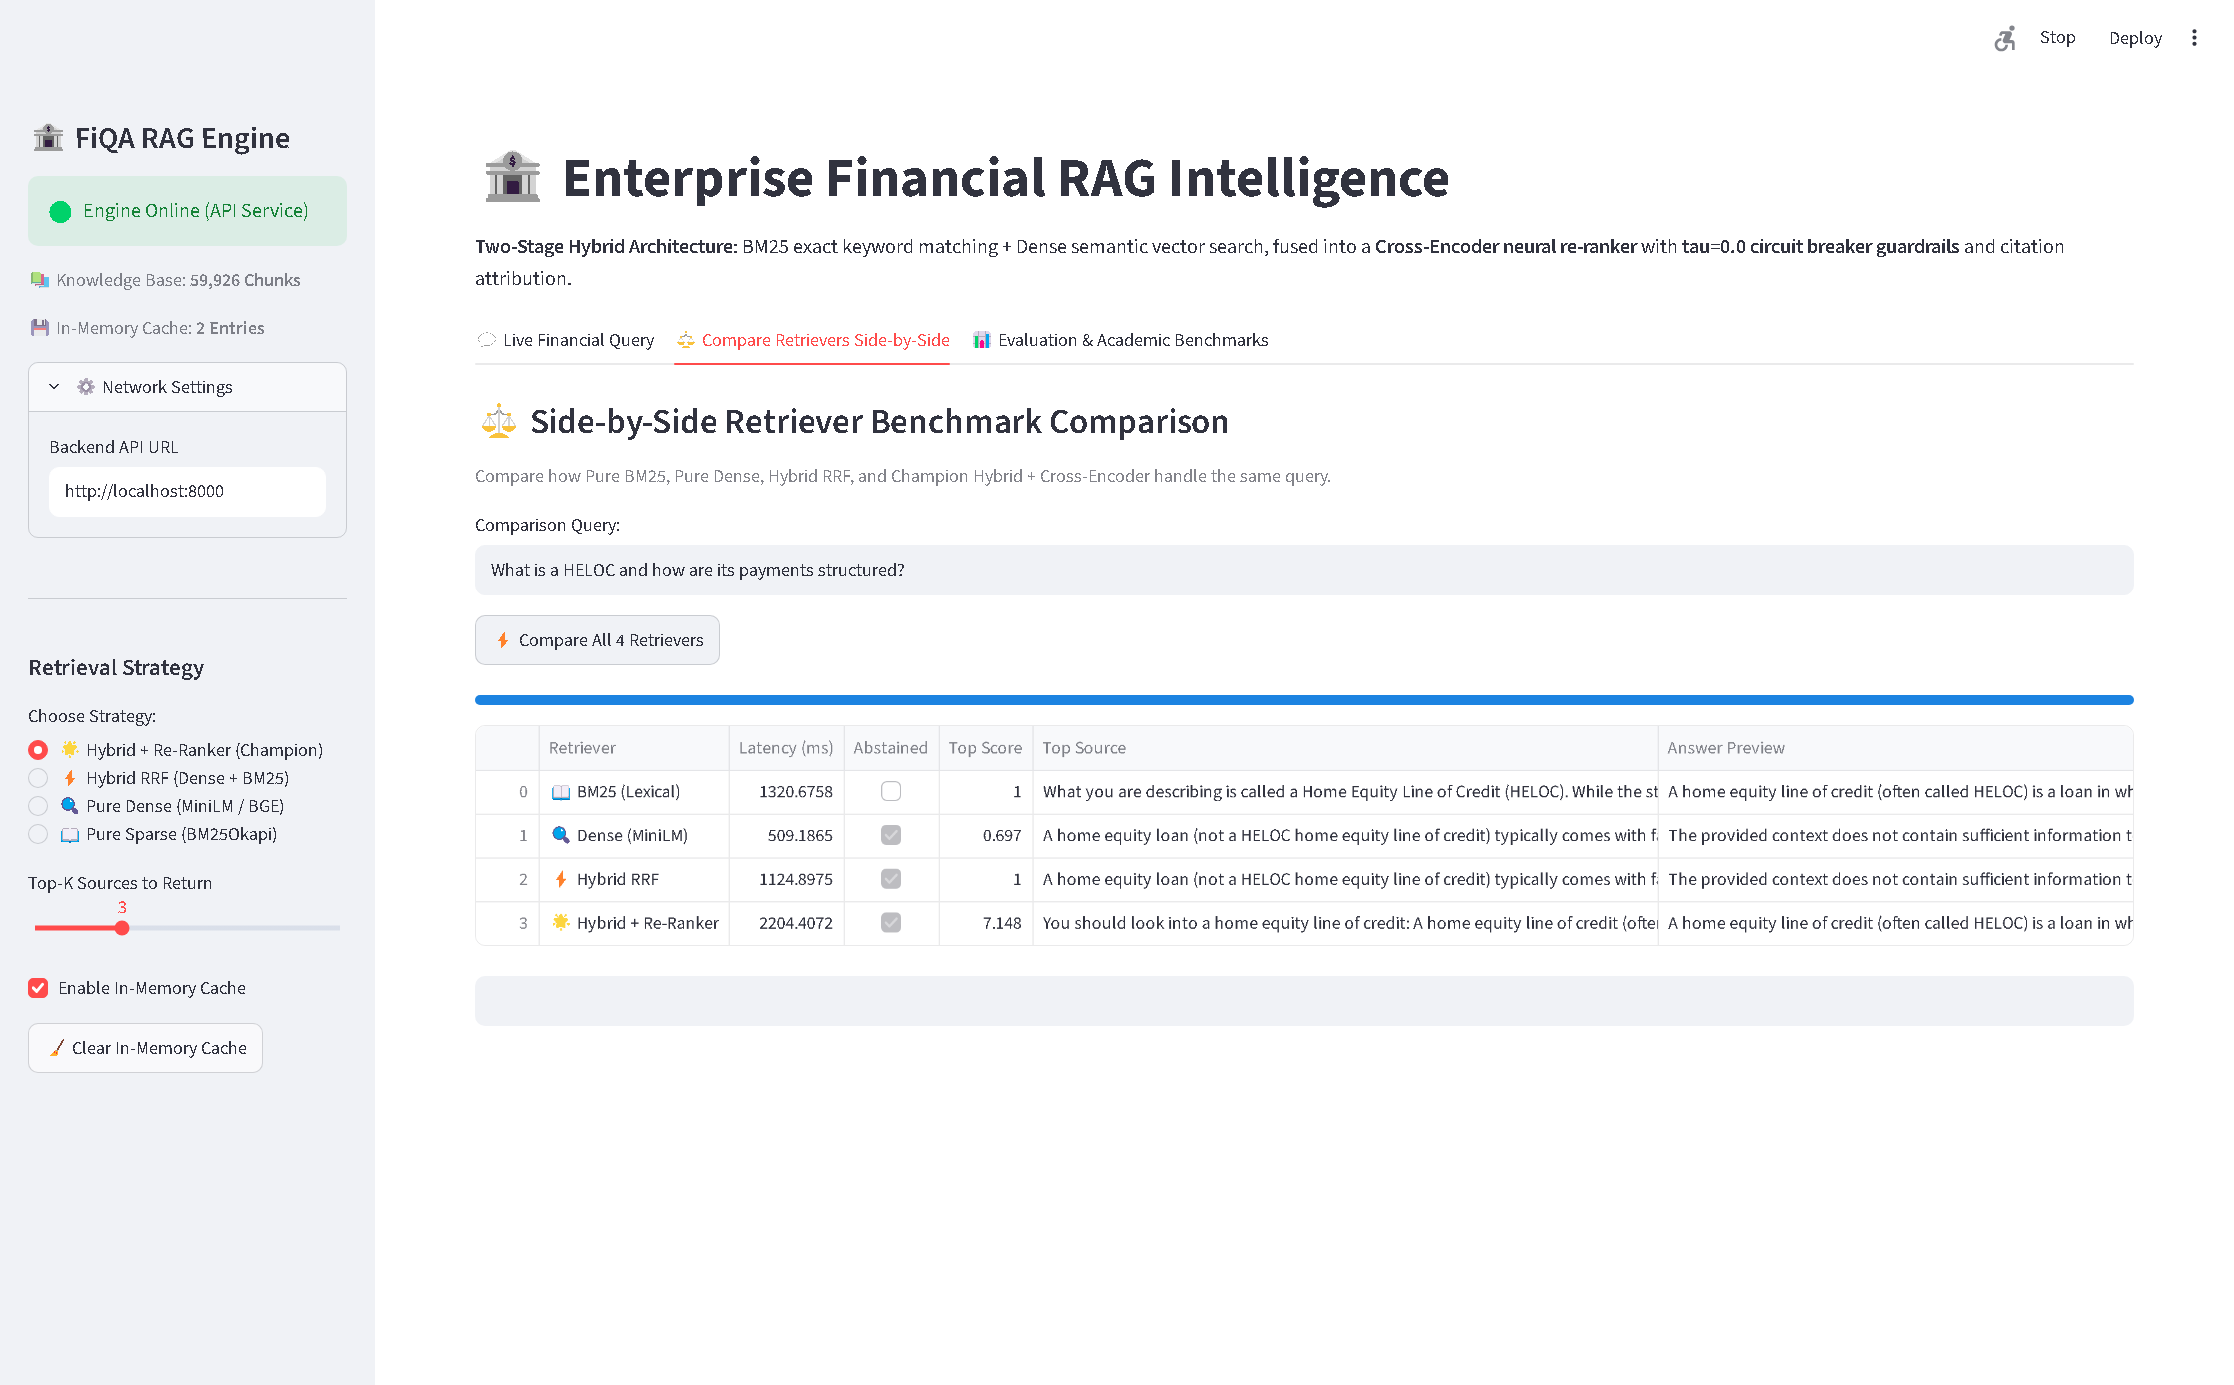 Stop
Deploy
FiQA RAG Engine
Engine Online (API Service)
Knowledge Base: 59,926 Chunks
In-Memory Cache: 2 Entries
Network Settings
Backend API URL
http://localhost:8000
Retrieval Strategy
Choose Strategy:
Hybrid + Re-Ranker (Champion)
Hybrid RRF (Dense + BM25)
Pure Dense (MiniLM / BGE)
Pure Sparse (BM25Okapi)
Top-K Sources to Return
3
Enable In-Memory Cache
Clear In-Memory Cache
Enterprise Financial RAG Intelligence
Two-Stage Hybrid Architecture: BM25 exact keyword matching + Dense semantic vector search, fused into a Cross-Encoder neural re-ranker with tau=0.0 circuit breaker guardrails and citation
attribution.
Live Financial Query Compare Retrievers Side-by-Side Evaluation & Academic Benchmarks
Side-by-Side Retriever Benchmark Comparison
Compare how Pure BM25, Pure Dense, Hybrid RRF, and Champion Hybrid + Cross-Encoder handle the same query.
Comparison Query:
What is a HELOC and how are its payments structured?
Compare All 4 Retrievers
Retriever Latency (ms) Abstained Top Score Top Source Answer Preview
0 BM25 (Lexical) 1320.6758 1 What you are describing is called a Home Equity Line of Credit (HELOC). While the st A home equity line of credit (often called HELOC) is a loan in wh
1 Dense (MiniLM) 509.1865 0.697 A home equity loan (not a HELOC home equity line of credit) typically comes with f The provided context does not contain sufficient information t
2 Hybrid RRF 1124.8975 1 A home equity loan (not a HELOC home equity line of credit) typically comes with f The provided context does not contain sufficient information t
3 Hybrid + Re-Ranker 2204.4072 7.148 You should look into a home equity line of credit: A home equity line of credit (ofte A home equity line of credit (often called HELOC) is a loan in wh